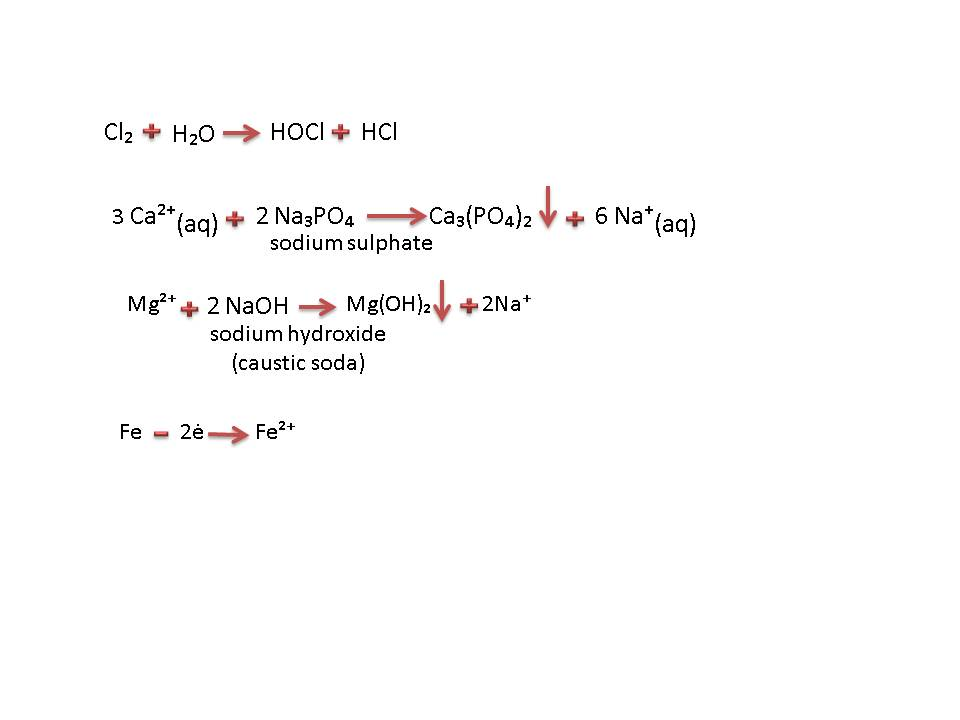 Cl₂ + H₂O → HOCl + HCl
3 Ca²⁺(aq) + 2 Na₃PO₄ → Ca₃(PO₄)₂ ↓ + 6 Na⁺(aq)
sodium sulphate
Mg²⁺ + 2 NaOH → Mg(OH)₂ ↓ + 2Na⁺
sodium hydroxide
(caustic soda)
Fe - 2ė → Fe²⁺